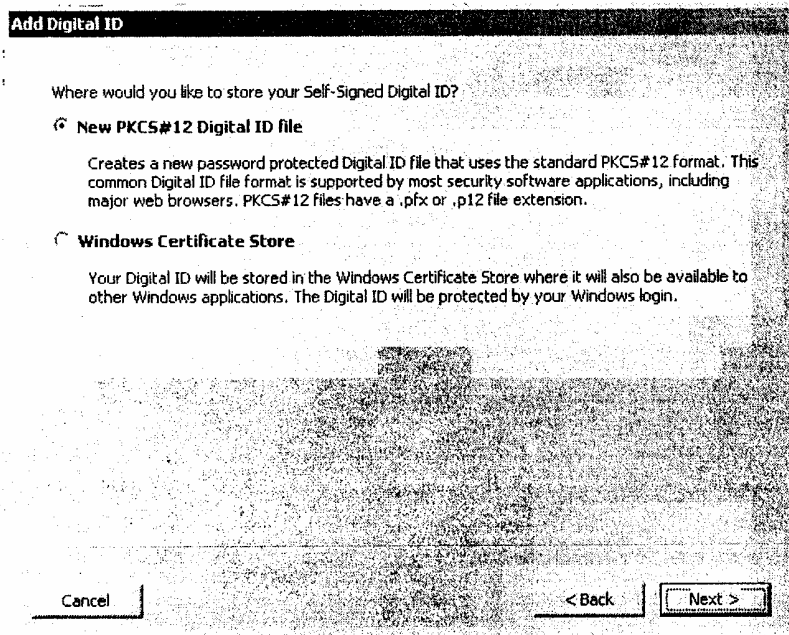 Add Digital ID
Where would you like to store your Self-Signed Digital ID?
New PKCS#12 Digital ID file
Creates a new password protected Digital ID file that uses the standard PKCS#12 format. This
common Digital ID file format is supported by most security software applications, including
major web browsers. PKCS#12 files have a .pfx or .p12 file extension.
Windows Certificate Store
Your Digital ID will be stored in the Windows Certificate Store where it will also be available to
other Windows applications. The Digital ID will be protected by your Windows login.
Cancel
< Back
Next >